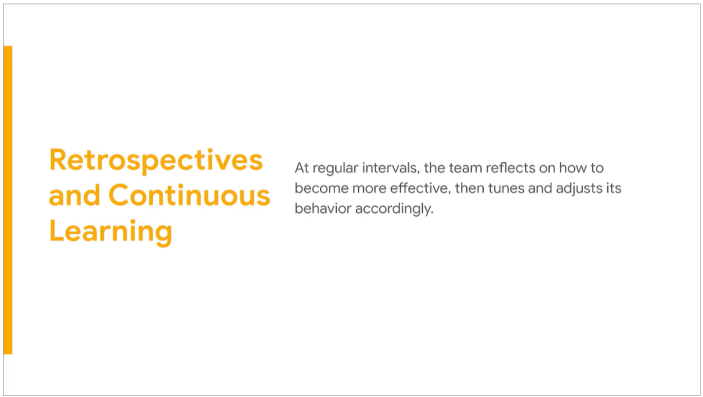 Retrospectives
and Continuous
Learning
At regular intervals, the team reflects on how to
become more effective, then tunes and adjusts its
behavior accordingly.